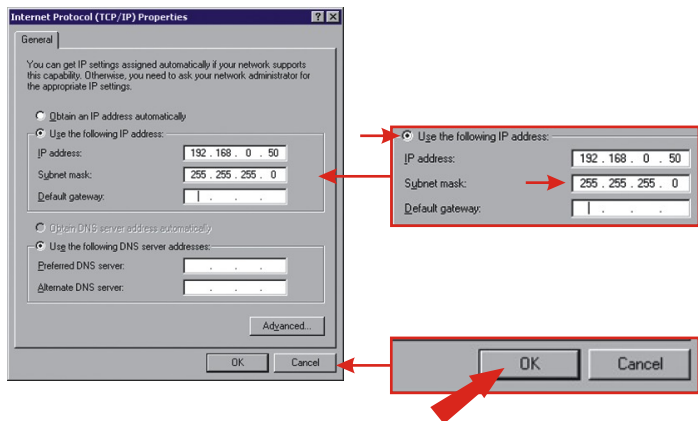 Internet Protocol (TCP/IP) Properties
General
You can get IP settings assigned automatically if your network supports
this capability. Otherwise, you need to ask your network administrator for
the appropriate IP settings.
Obtain an IP address automatically
Use the following IP address:
IP address: 192 . 168 . 0 . 50
Subnet mask: 255 . 255 . 255 . 0
Default gateway: . . .
Obtain DNS server address automatically
Use the following DNS server addresses:
Preferred DNS server: . . .
Alternate DNS server: . . .
Advanced...
OK Cancel
Use the following IP address:
IP address: 192 . 168 . 0 . 50
Subnet mask: 255 . 255 . 255 . 0
Default gateway: . . .
OK Cancel